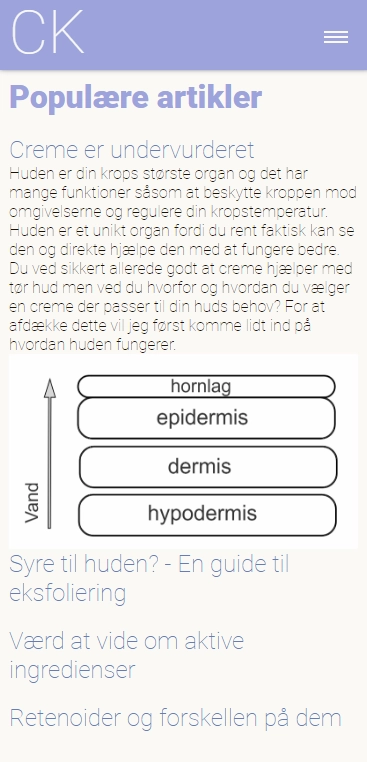 CK
Populære artikler
Creme er undervurderet
Huden er din krops største organ og det har
mange funktioner såsom at beskytte kroppen mod
omgivelserne og regulere din kropstemperatur.
Huden er et unikt organ fordi du rent faktisk kan se
den og direkte hjælpe den med at fungere bedre.
Du ved sikkert allerede godt at creme hjælper med
tør hud men ved du hvorfor og hvordan du vælger
en creme der passer til din huds behov? For at
afdække dette vil jeg først komme lidt ind på
hvordan huden fungerer.
hornlag
epidermis
dermis
hypodermis
Vand
Syre til huden? - En guide til
eksfoliering
Værd at vide om aktive
ingredienser
Retenoider og forskellen på dem